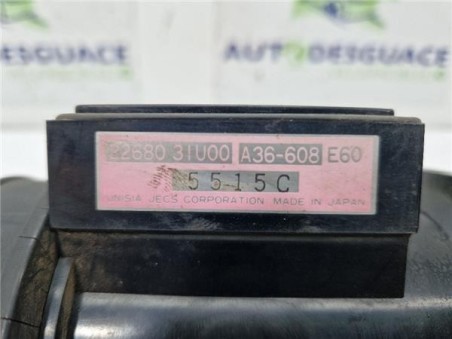 AUTODESGUACE
22680 31U00 A36-608 E60
5515C
UNISIA JECS CORPORATION MADE IN JAPAN